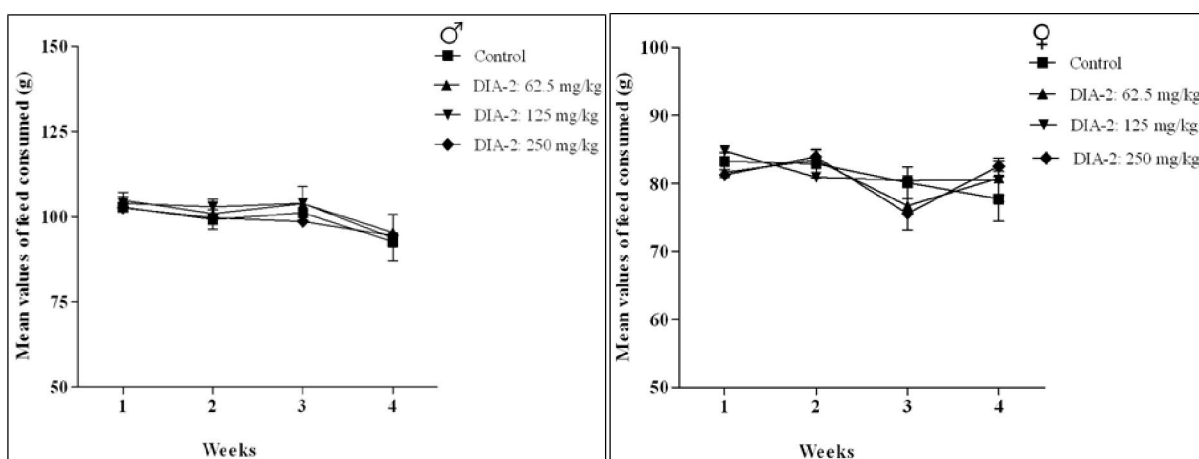 ♂
Control
DIA-2: 62.5 mg/kg
DIA-2: 125 mg/kg
DIA-2: 250 mg/kg
Mean values of feed consumed (g)
150
125
100
75
50
1 2 3 4
Weeks
♀
Control
DIA-2: 62.5 mg/kg
DIA-2: 125 mg/kg
DIA-2: 250 mg/kg
Mean values of feed consumed (g)
100
90
80
70
60
50
1 2 3 4
Weeks